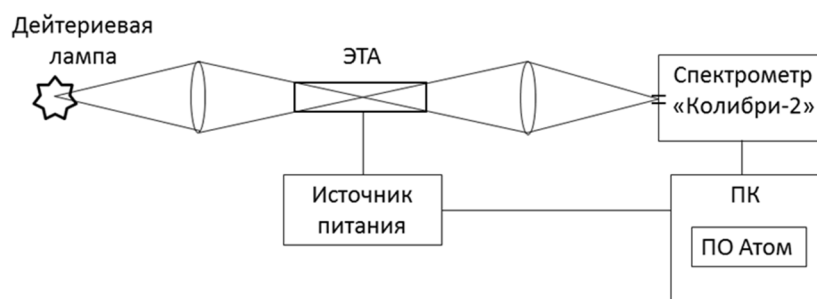 Дейтериевая
лампа
ЭТА
Спектрометр
«Колибри-2»
Источник
питания
ПК
ПО Атом